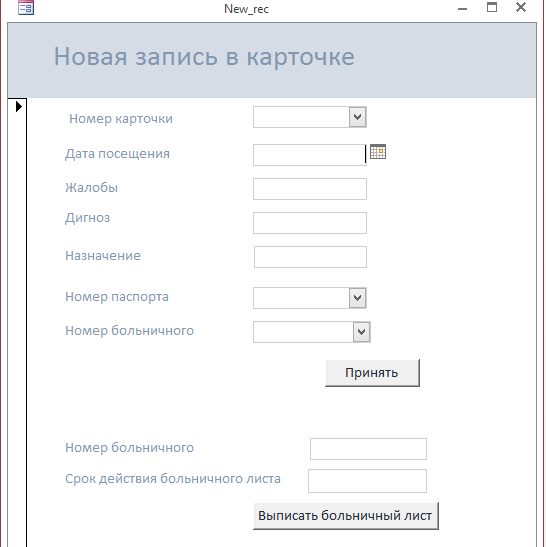 New_rec
Новая запись в карточке
Номер карточки
Дата посещения
Жалобы
Дигноз
Назначение
Номер паспорта
Номер больничного
Принять
Номер больничного
Срок действия больничного листа
Выписать больничный лист